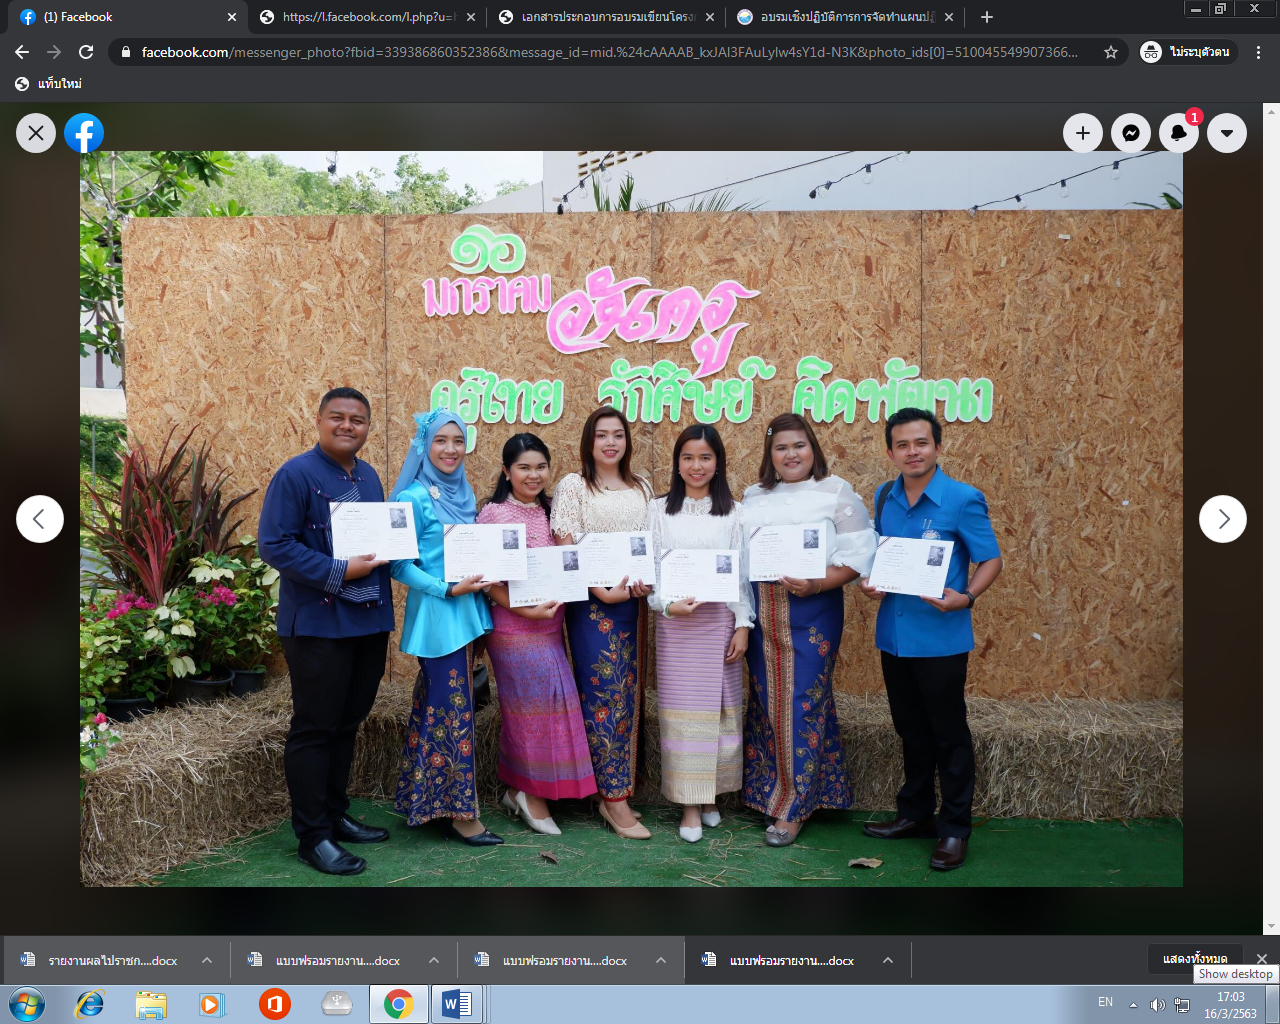 (1) Facebook
https://l.facebook.com/l.php?u=h
เอกสารประกอบการอบรมเขียนโครงก
อบรมเชิงปฏิบัติการการจัดทำแผนปฏิ
facebook.com/messenger_photo?fbid=3393868603523866&message_id=mid.%24cAAAAB_kxJAl3FAuLylw4sY1d-N3K&photo_ids[0]=510045549907366...
ไม่ระบุตัวตน
แท็บใหม่
1
๑๖
มกราคม
วันครู
ครูไทย รักศิษย์ คิดพัฒนา
รายงานผลไปราชก....docx
แบบฟรอมรายงาน....docx
แบบฟรอมรายงาน....docx
แบบฟรอมรายงาน....docx
แสดงทั้งหมด
Show desktop
EN
17:03
16/3/2563